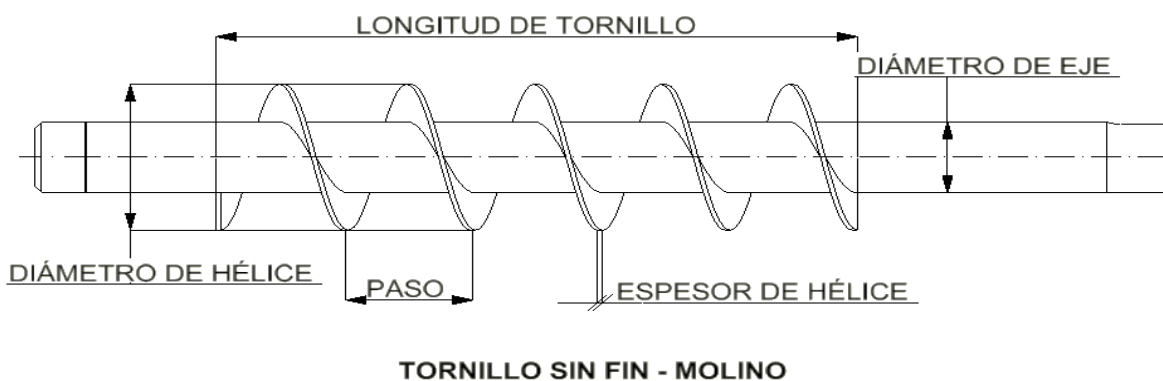 LONGITUD DE TORNILLO
DIÁMETRO DE EJE
DIÁMETRO DE HÉLICE
PASO
ESPESOR DE HÉLICE
TORNILLO SIN FIN - MOLINO